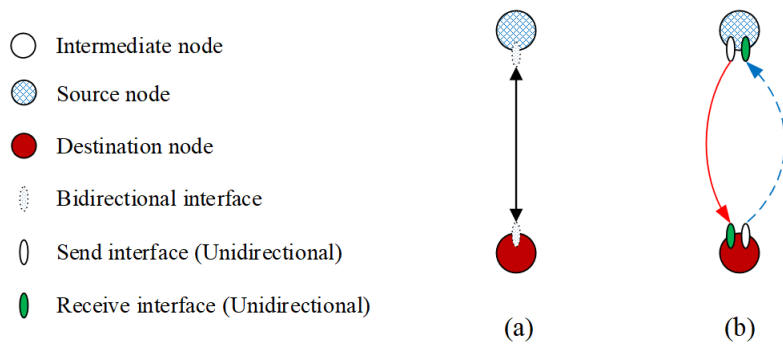 Intermediate node
Source node
Destination node
Bidirectional interface
Send interface (Unidirectional)
Receive interface (Unidirectional)
(a)
(b)